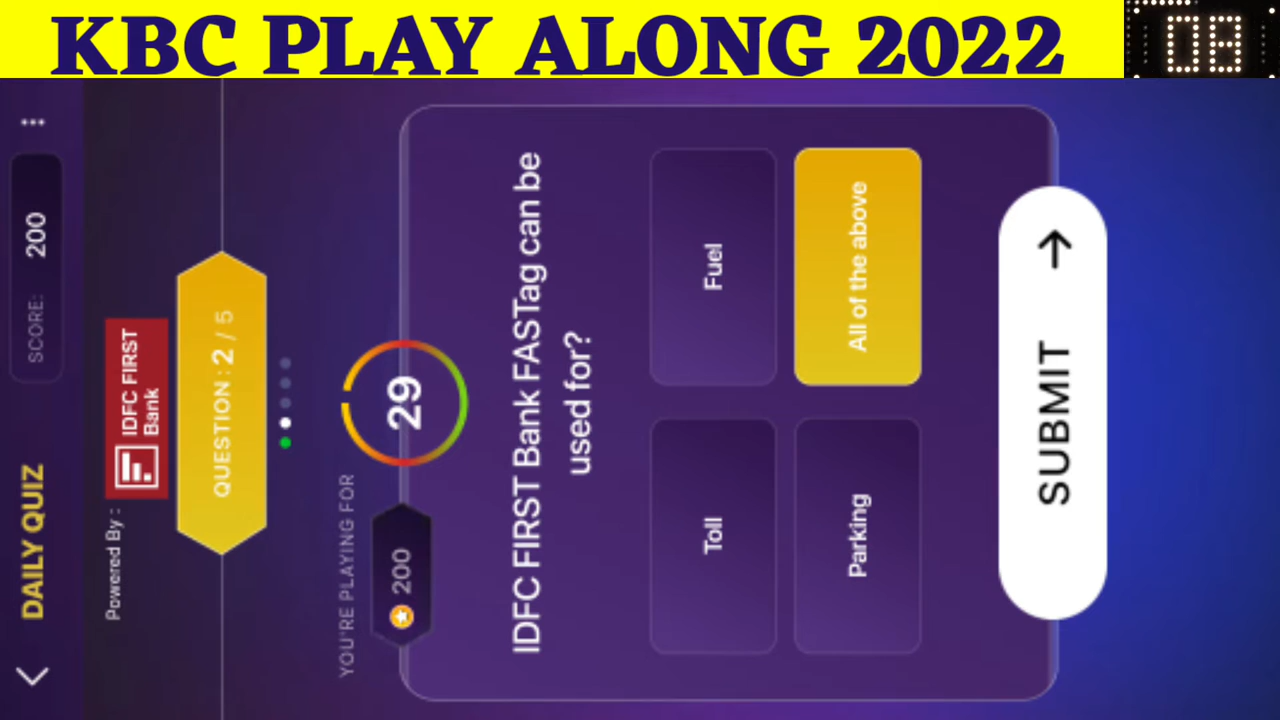 KBC PLAY ALONG 2022
08
DAILY QUIZ
SCORE: 200
Powered By :
IDFC FIRST
Bank
QUESTION : 2 / 5
YOU'RE PLAYING FOR
200
29
IDFC FIRST Bank FASTag can be
used for?
Toll
Fuel
Parking
All of the above
SUBMIT